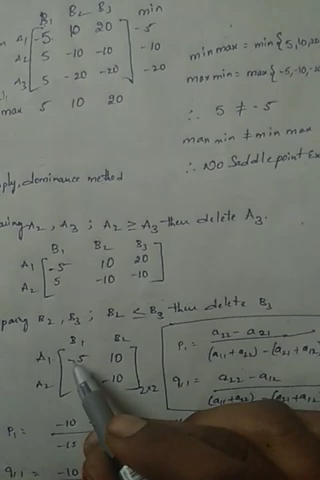 B₁ B₂ B₃ min
A₁ -5 10 20 -5
A₂ 5 -10 -10 -10
A₃ 5 -20 -20 -20
max 5 10 20
min max = min{5, 10, 20
max min = max{-5, -10, -20
∴ 5 ≠ -5
max min ≠ min max
∴ No Saddle point Ex
dominance method
A₂, A₃ ; A₂ ≥ A₃ then delete A₃.
B₁ B₂ B₃
A₁ -5 10 20
A₂ 5 -10 -10
B₂, B₃ ; B₂ ≤ B₃ then delete B₃
B₁ B₂
A₁ -5 10
A₂ -10 2×2
P₁ = a₂₂ - a₂₁
(a₁₁ + a₂₂) - (a₂₁ + a₁₂)
q₁ = a₂₂ - a₁₂
(a₁₁ + a₂₂) - (a₂₁ + a₁₂)
P₁ = -10
-15
q₁ = -10